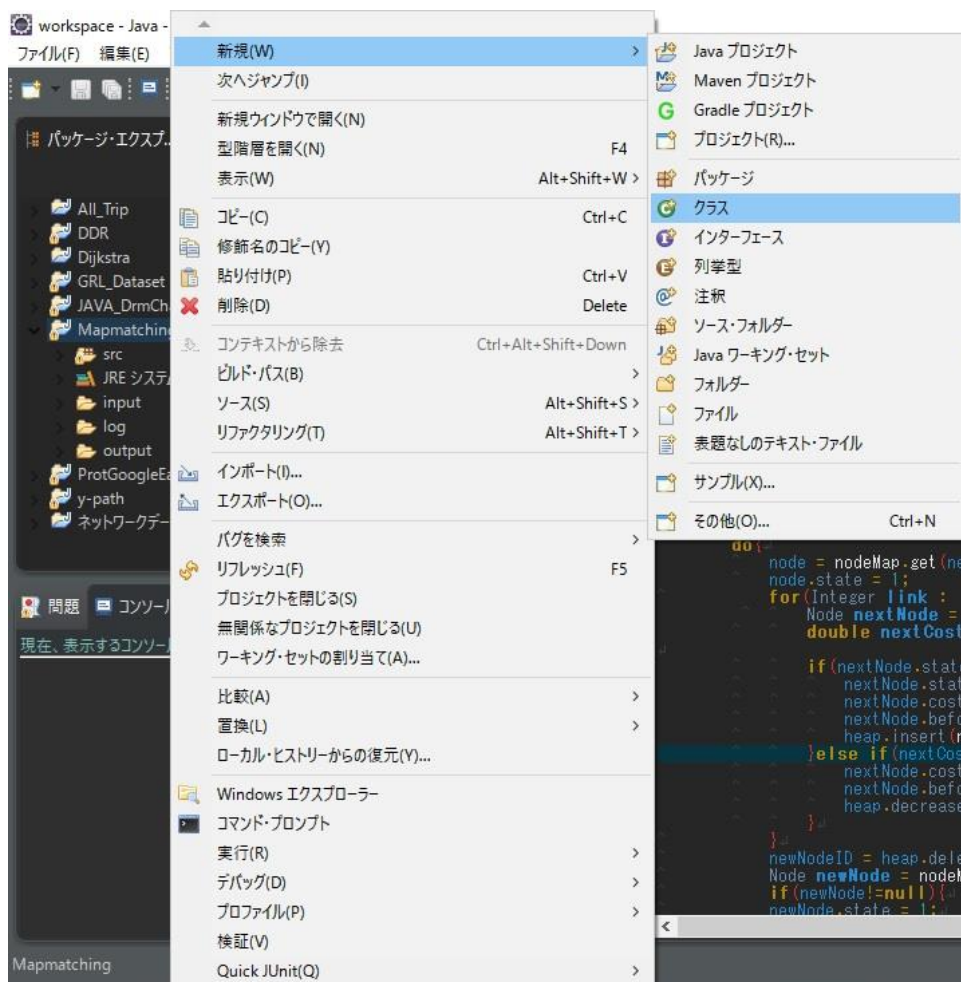 workspace - Java -
ファイル(F) 編集(E)
パッケージ・エクスプ...
All_Trip
DDR
Dijkstra
GRL_Dataset
JAVA_DrmCh
Mapmatching
src
JRE システム
input
log
output
ProtGoogleEa
y-path
ネットワークデー
問題 コンソール
現在、表示するコンソール
Mapmatching
新規(W)
次へジャンプ(I)
新規ウィンドウで開く(N)
型階層を開く(N) F4
表示(W) Alt+Shift+W
コピー(C) Ctrl+C
修飾名のコピー(Y)
貼り付け(P) Ctrl+V
削除(D) Delete
コンテキストから除去 Ctrl+Alt+Shift+Down
ビルド・パス(B)
ソース(S) Alt+Shift+S
リファクタリング(T) Alt+Shift+T
インポート(I)...
エクスポート(O)...
バグを検索
リフレッシュ(F) F5
プロジェクトを閉じる(S)
無関係なプロジェクトを閉じる(U)
ワーキング・セットの割り当て(A)...
比較(A)
置換(L)
ローカル・ヒストリーからの復元(Y)...
Windows エクスプローラー
コマンド・プロンプト
実行(R)
デバッグ(D)
プロファイル(P)
検証(V)
Quick JUnit(Q)
Java プロジェクト
Maven プロジェクト
Gradle プロジェクト
プロジェクト(R)...
パッケージ
クラス
インターフェース
列挙型
注釈
ソース・フォルダー
Java ワーキング・セット
フォルダー
ファイル
表題なしのテキスト・ファイル
サンプル(X)...
その他(O)... Ctrl+N
do{
node = nodeMap.get(ne
node.state = 1;
for(Integer link :
Node nextNode =
double nextCost
if(nextNode.stat
nextNode.stat
nextNode.cost
nextNode.befo
heap.insert(n
}else if(nextCos
nextNode.cost
nextNode.befo
heap.decrease
}
}
newNodeID = heap.dele
Node newNode = nodeM
if(newNode!=null){
newNode.state = 1;